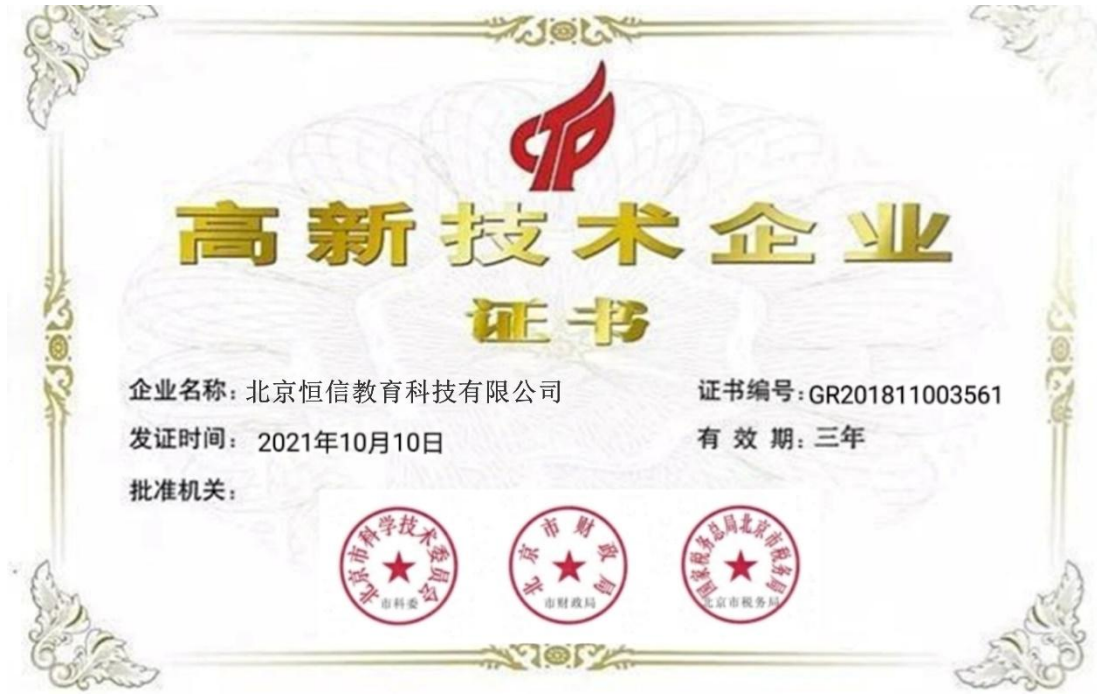 CTP
高新技术企业
证书
企业名称：北京恒信教育科技有限公司
证书编号：GR201811003561
发证时间：2021年10月10日
有效期：三年
批准机关：
北京市科学技术委员会
市科委
北京市财政局
市财政局
国家税务总局北京市税务局
北京市税务局